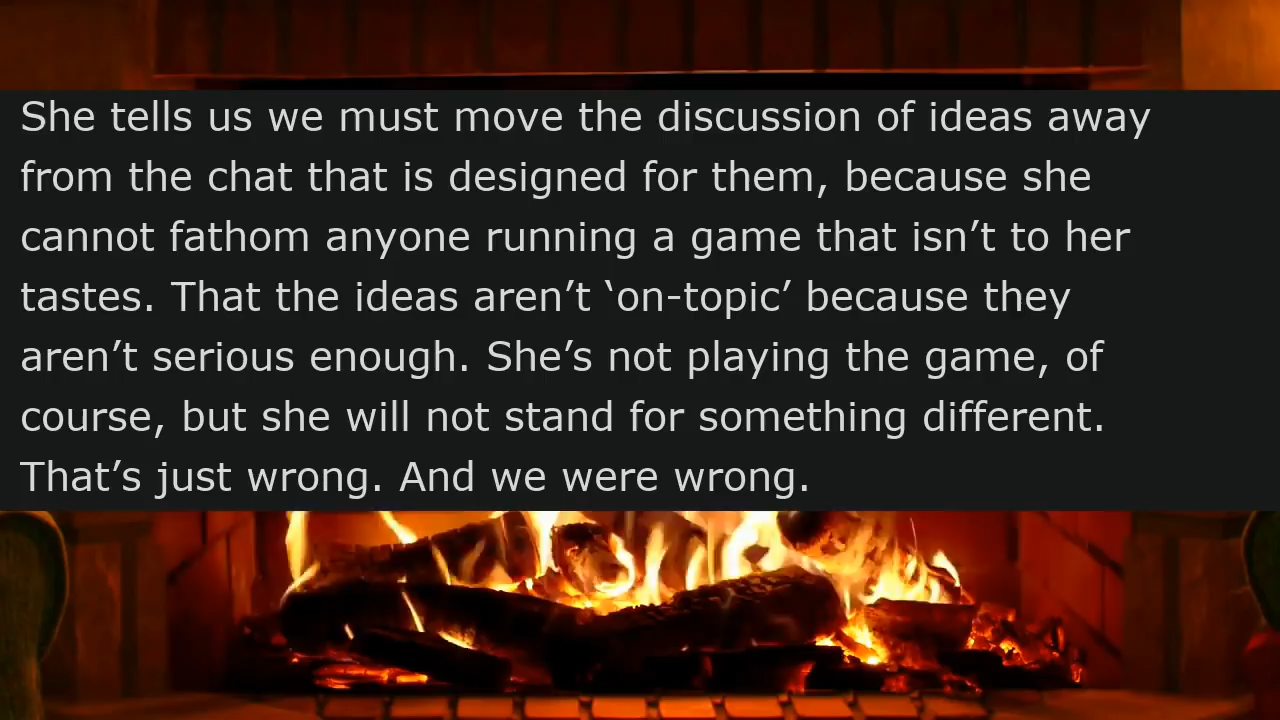 She tells us we must move the discussion of ideas away
from the chat that is designed for them, because she
cannot fathom anyone running a game that isn’t to her
tastes. That the ideas aren’t ‘on-topic’ because they
aren’t serious enough. She’s not playing the game, of
course, but she will not stand for something different.
That’s just wrong. And we were wrong.